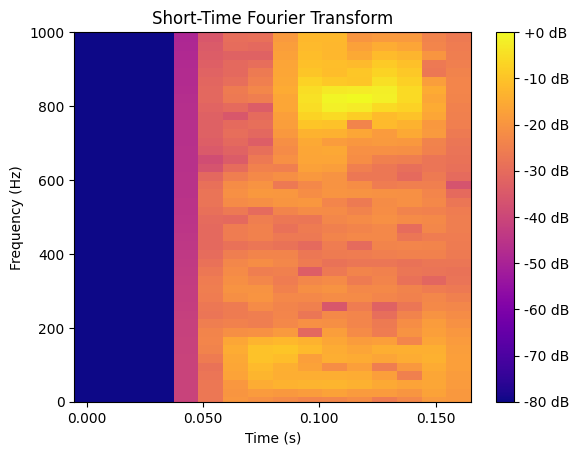 Short-Time Fourier Transform
1000
800
600
400
200
0
Frequency (Hz)
0.000
0.050
0.100
0.150
Time (s)
+0 dB
-10 dB
-20 dB
-30 dB
-40 dB
-50 dB
-60 dB
-70 dB
-80 dB